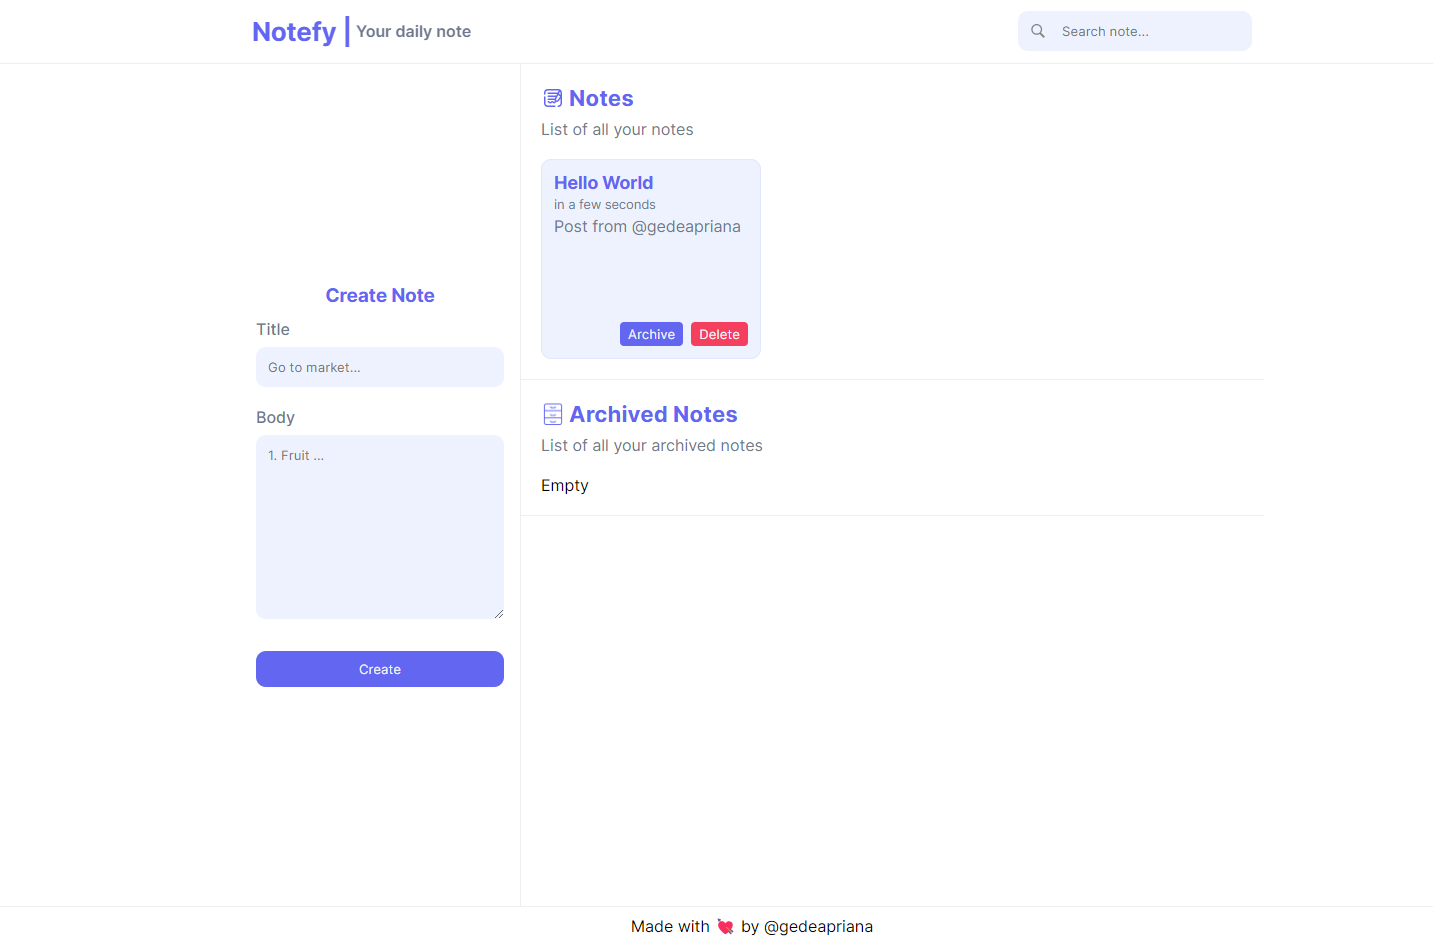 Notefy | Your daily note
Search note...
Create Note
Title
Go to market...
Body
1. Fruit ...
Create
Notes
List of all your notes
Hello World
in a few seconds
Post from @gedeapriana
Archive Delete
Archived Notes
List of all your archived notes
Empty
Made with 💘 by @gedeapriana